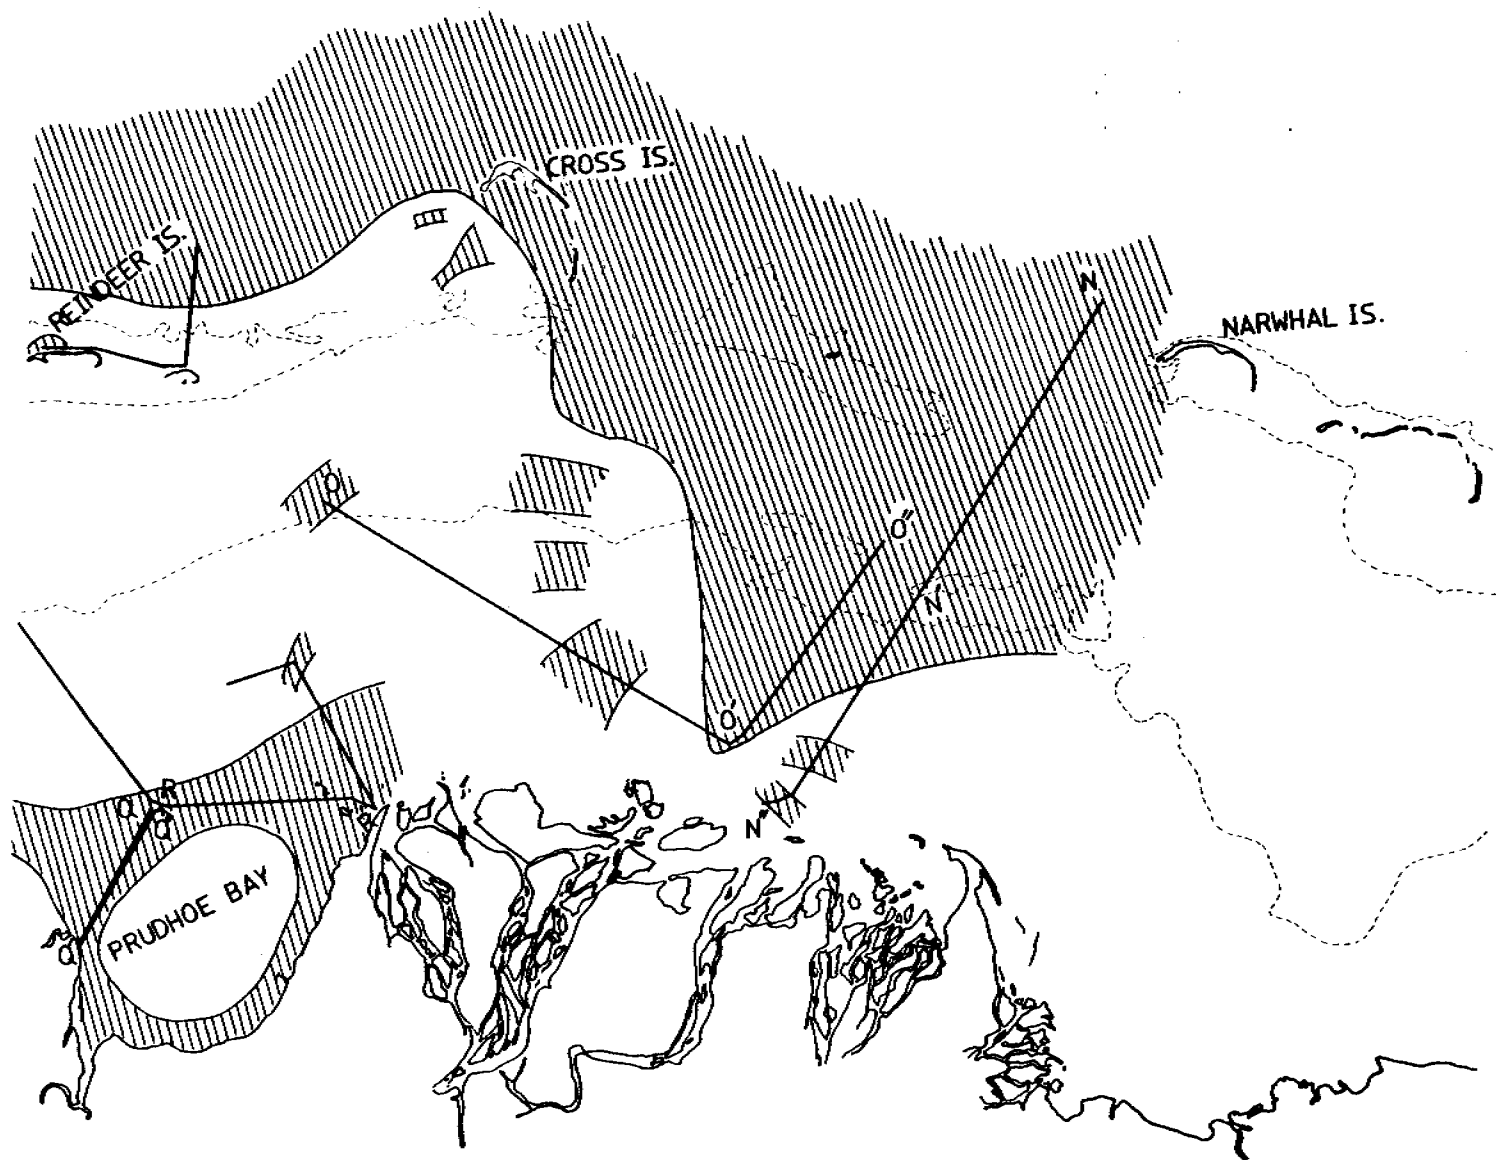 CROSS IS.
REINDEER IS.
N
NARWHAL IS.
O
O"
N'
O'
R
Q
Q'
R'
N"
PRUDHOE BAY
Q"